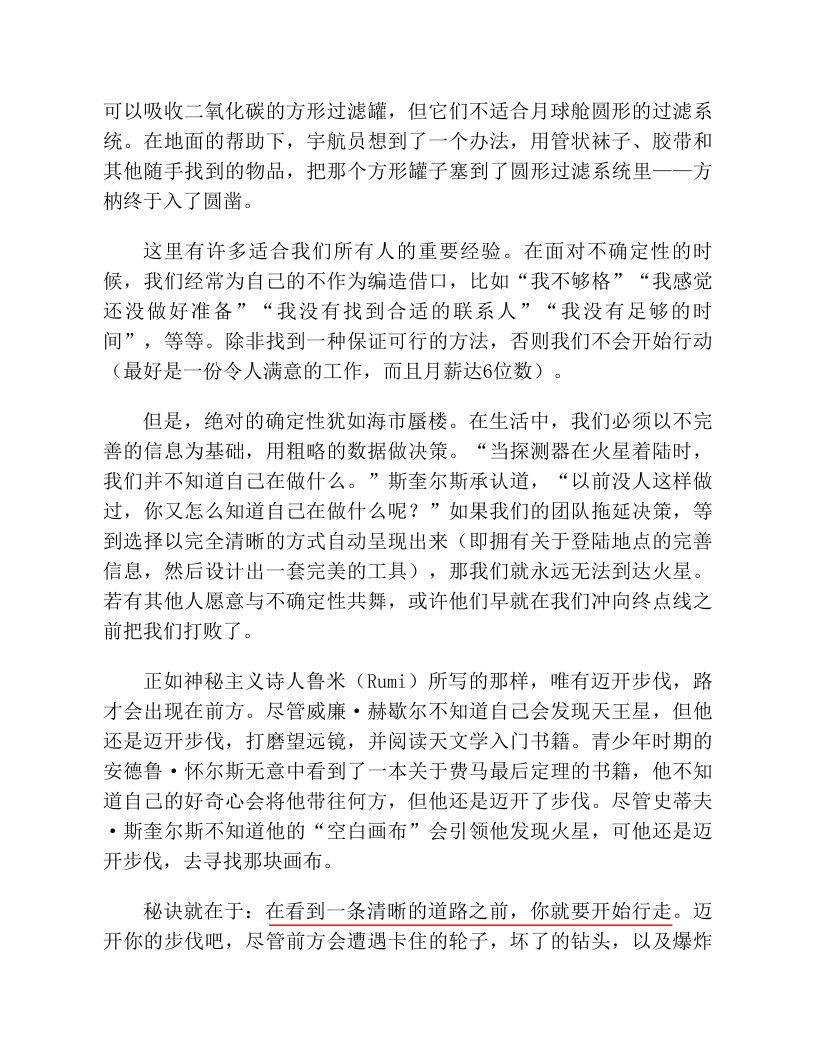 可以吸收二氧化碳的方形过滤罐，但它们不适合月球舱圆形的过滤系
统。在地面的帮助下，宇航员想到了一个办法，用管状袜子、胶带和
其他随手找到的物品，把那个方形罐子塞到了圆形过滤系统里——方
枘终于入了圆凿。
这里有许多适合我们所有人的重要经验。在面对不确定性的时
候，我们经常为自己的不作为编造借口，比如“我不够格”“我感觉
还没做好准备”“我没有找到合适的联系人”“我没有足够的时
间”，等等。除非找到一种保证可行的方法，否则我们不会开始行动
（最好是一份令人满意的工作，而且月薪达6位数）。
但是，绝对的确定性犹如海市蜃楼。在生活中，我们必须以不完
善的信息为基础，用粗略的数据做决策。“当探测器在火星着陆时，
我们并不知道自己在做什么。”斯奎尔斯承认道，“以前没人这样做
过，你又怎么知道自己在做什么呢？”如果我们的团队拖延决策，等
到选择以完全清晰的方式自动呈现出来（即拥有关于登陆地点的完善
信息，然后设计出一套完美的工具），那我们就永远无法到达火星。
若有其他人愿意与不确定性共舞，或许他们早就在我们冲向终点线之
前把我们打败了。
正如神秘主义诗人鲁米（Rumi）所写的那样，唯有迈开步伐，路
才会出现在前方。尽管威廉·赫歇尔不知道自己会发现天王星，但他
还是迈开步伐，打磨望远镜，并阅读天文学入门书籍。青少年时期的
安德鲁·怀尔斯无意中看到了一本关于费马最后定理的书籍，他不知
道自己的好奇心会将他带往何方，但他还是迈开了步伐。尽管史蒂夫
·斯奎尔斯不知道他的“空白画布”会引领他发现火星，可他还是迈
开步伐，去寻找那块画布。
秘诀就在于：在看到一条清晰的道路之前，你就要开始行走。迈
开你的步伐吧，尽管前方会遭遇卡住的轮子，坏了的钻头，以及爆炸